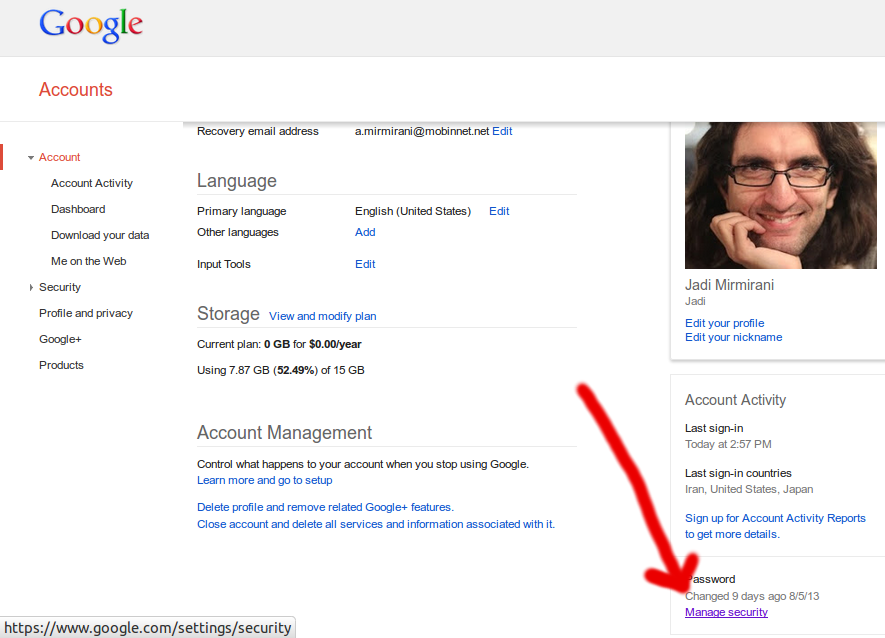 Google
Accounts
Account
Account Activity
Dashboard
Download your data
Me on the Web
Security
Profile and privacy
Google+
Products
Recovery email address a.mirmirani@mobinnet.net Edit
Language
Primary language English (United States) Edit
Other languages Add
Input Tools Edit
Storage View and modify plan
Current plan: 0 GB for $0.00/year
Using 7.87 GB (52.49%) of 15 GB
Account Management
Control what happens to your account when you stop using Google.
Learn more and go to setup
Delete profile and remove related Google+ features.
Close account and delete all services and information associated with it.
Jadi Mirmirani
Jadi
Edit your profile
Edit your nickname
Account Activity
Last sign-in
Today at 2:57 PM
Last sign-in countries
Iran, United States, Japan
Sign up for Account Activity Reports
to get more details.
Password
Changed 9 days ago 8/5/13
Manage security
https://www.google.com/settings/security